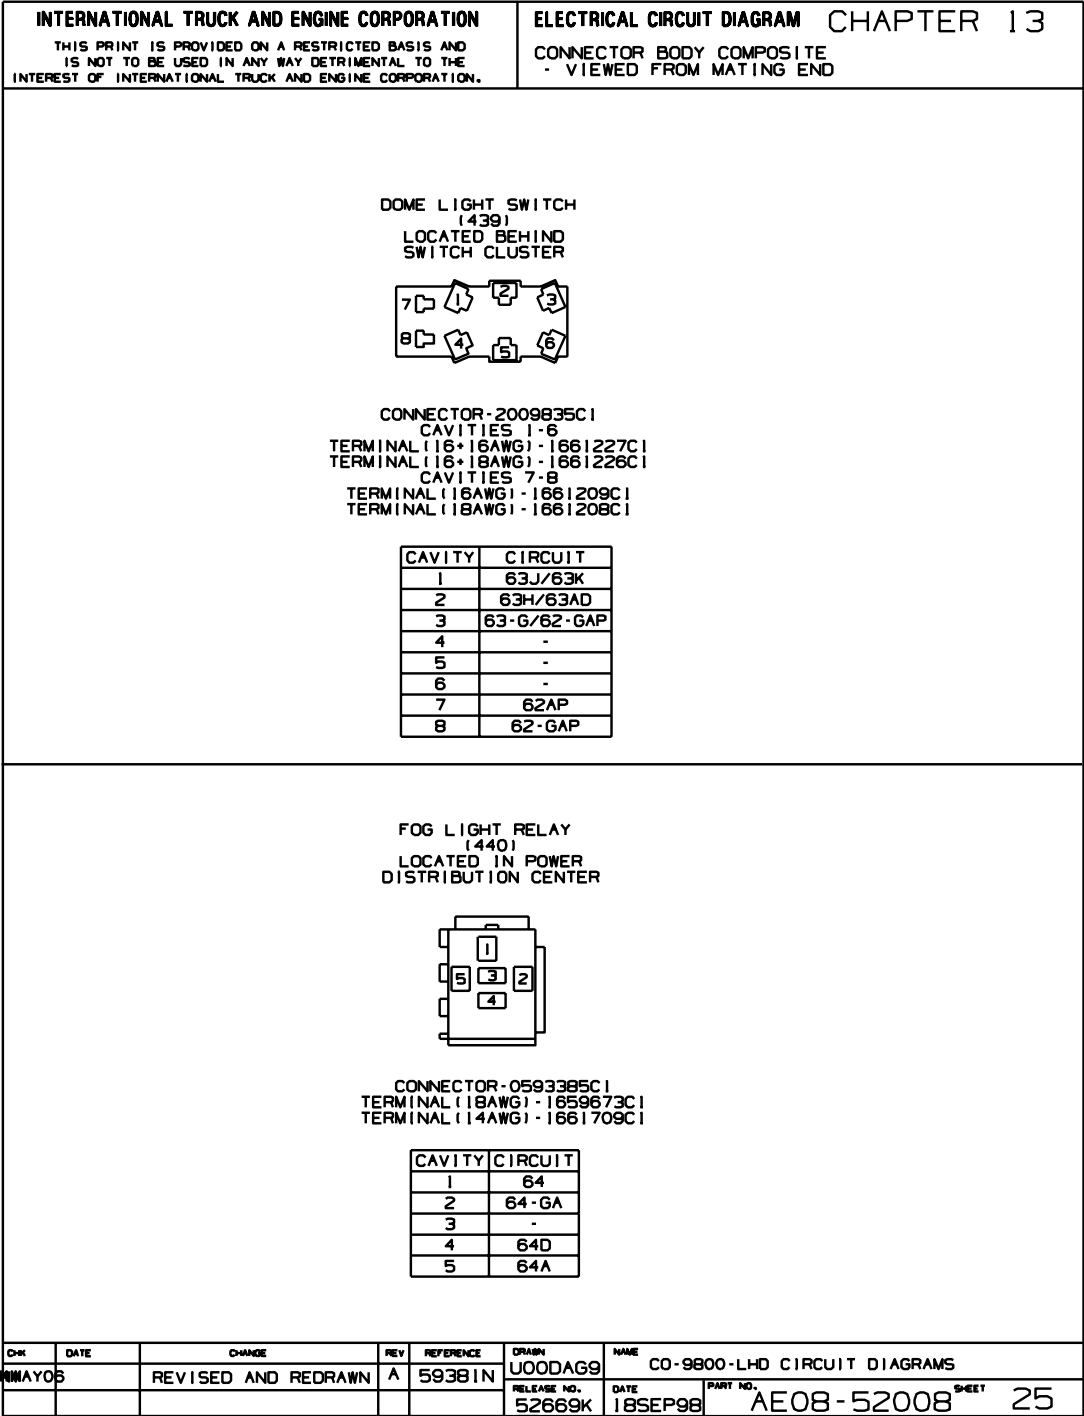 INTERNATIONAL TRUCK AND ENGINE CORPORATION
THIS PRINT IS PROVIDED ON A RESTRICTED BASIS AND
IS NOT TO BE USED IN ANY WAY DETRIMENTAL TO THE
INTEREST OF INTERNATIONAL TRUCK AND ENGINE CORPORATION.
ELECTRICAL CIRCUIT DIAGRAM CHAPTER 13
CONNECTOR BODY COMPOSITE
- VIEWED FROM MATING END
DOME LIGHT SWITCH
(439)
LOCATED BEHIND
SWITCH CLUSTER
7 1 2 3
8 4 5 6
CONNECTOR-2009835C1
CAVITIES 1-6
TERMINAL(16+16AWG)-1661227C1
TERMINAL(16+18AWG)-1661226C1
CAVITIES 7-8
TERMINAL(16AWG)-1661209C1
TERMINAL(18AWG)-1661208C1
CAVITY CIRCUIT
1 63J/63K
2 63H/63AD
3 63-G/62-GAP
4 -
5 -
6 -
7 62AP
8 62-GAP
FOG LIGHT RELAY
(440)
LOCATED IN POWER
DISTRIBUTION CENTER
1
5 3 2
4
CONNECTOR-0593385C1
TERMINAL(18AWG)-1659673C1
TERMINAL(14AWG)-1661709C1
CAVITY CIRCUIT
1 64
2 64-GA
3 -
4 64D
5 64A
CHK DATE CHANGE REV REFERENCE DRAWN NAME
REVISED AND REDRAWN A 59381N U00DAG9 CO-9800-LHD CIRCUIT DIAGRAMS
RELEASE NO. DATE PART NO. SHEET
52669K 18SEP98 AE08-52008 25